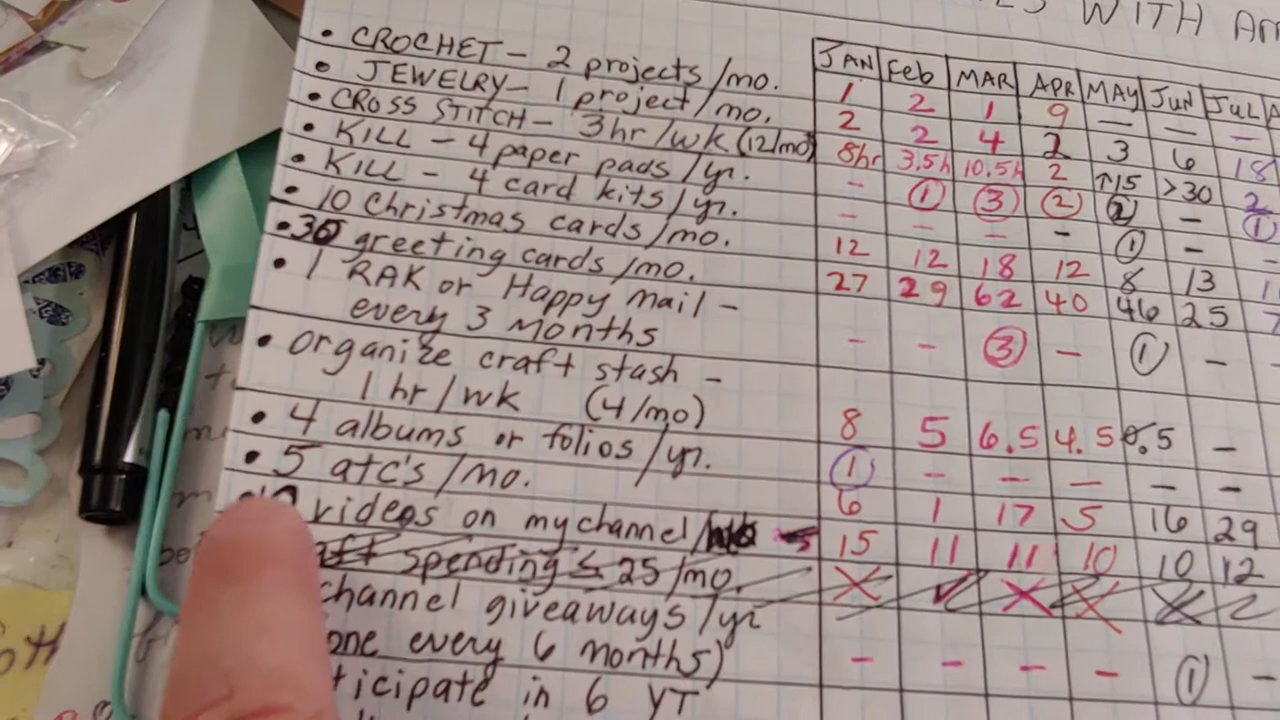 WITH
• CROCHET – 2 projects/mo. 1 2 1 9 — — —
JAN Feb MAR APR MAY JUN JUL
• JEWELRY – 1 project/mo. 2 2 4 2 3 6 18
• CROSS STITCH – 3hr/wk (12/mo) 8hr 3.5h 10.5h 2 ↑15 >30 2
• KILL – 4 paper pads/yr. – 1 3 2 2 – 1
• KILL – 4 card kits/yr. – – – – 1 – –
• 10 Christmas cards/mo. 12 12 18 12 8 13
• 30 greeting cards/mo. 27 29 62 40 46 25
• 1 RAK or Happy Mail –
every 3 Months – – 3 – 1 –
• organize craft stash –
1 hr/wk (4/mo) 8 5 6.5 4.5 0.5 –
• 4 albums or folios/yr. 1 – – – – –
• 5 atc's/mo. 6 1 17 5 16 29
videos on my channel/ 15 11 11 10 10 12
spending ≤ 25/mo. X ✓ X X
channel giveaways/yr
one every 6 months) – – – – 1 –
ticipate in 6 YT